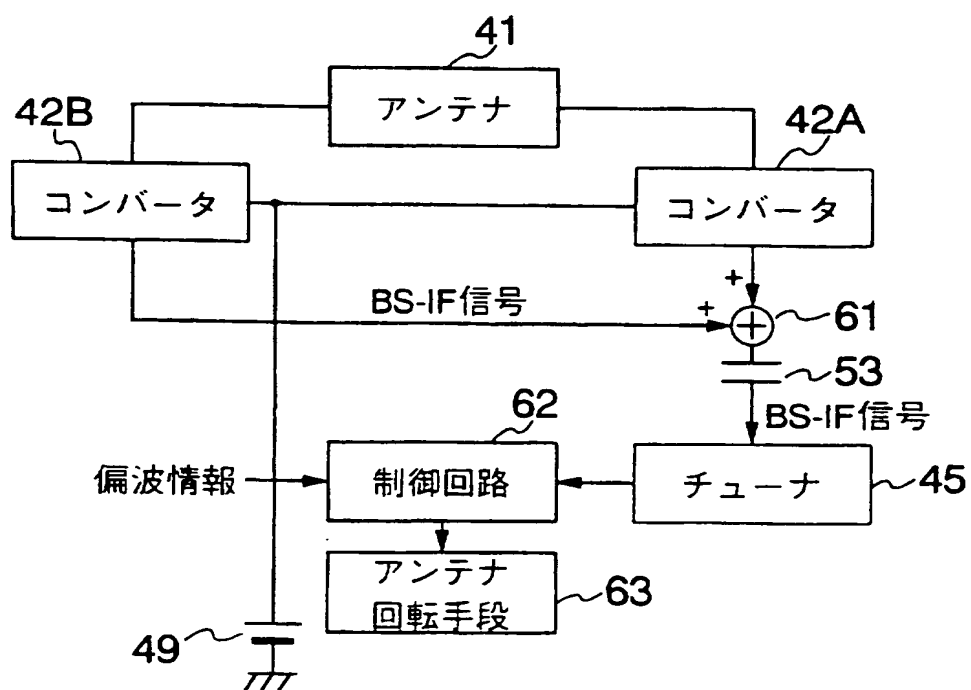 41
アンテナ
42B
42A
コンバータ
コンバータ
+
BS-IF信号
+
+
61
53
BS-IF信号
62
偏波情報
制御回路
チューナ
45
アンテナ
回転手段
63
49